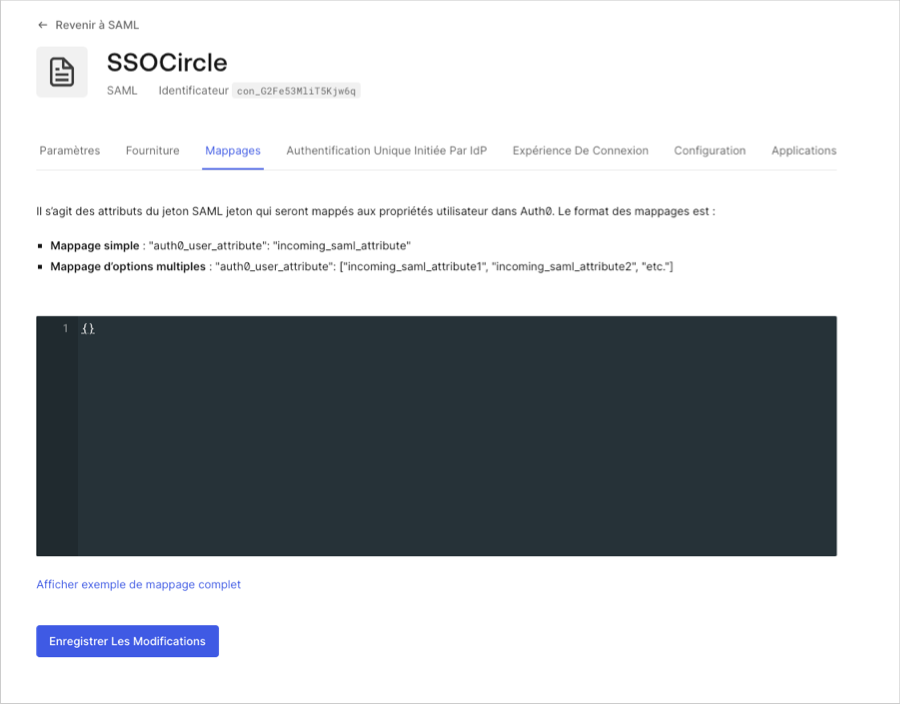 ← Revenir à SAML
SSOCircle
SAML Identificateur con_G2Fe53MliT5Kjw6q
Paramètres Fourniture Mappages Authentification Unique Initiée Par IdP Expérience De Connexion Configuration Applications
Il s'agit des attributs du jeton SAML jeton qui seront mappés aux propriétés utilisateur dans Auth0. Le format des mappages est :
▪ Mappage simple : "auth0_user_attribute": "incoming_saml_attribute"
▪ Mappage d'options multiples : "auth0_user_attribute": ["incoming_saml_attribute1", "incoming_saml_attribute2", "etc."]
1 {}
Afficher exemple de mappage complet
Enregistrer Les Modifications